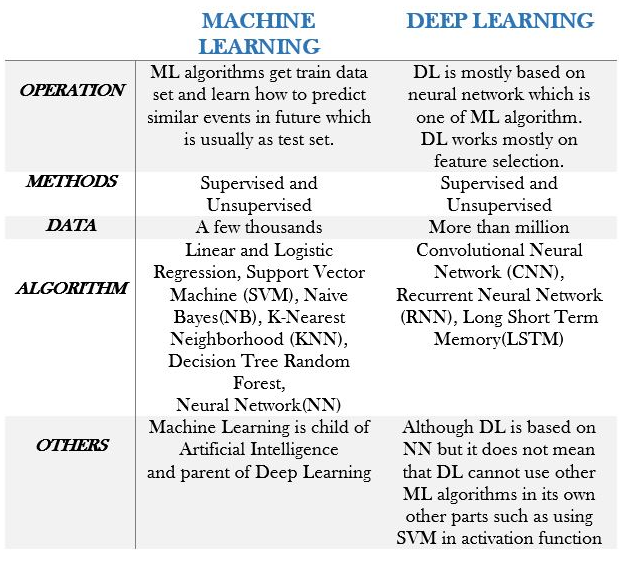 MACHINE
LEARNING
DEEP LEARNING
OPERATION
ML algorithms get train data
set and learn how to predict
similar events in future which
is usually as test set.
DL is mostly based on
neural network which is
one of ML algorithm.
DL works mostly on
feature selection.
METHODS
Supervised and
Unsupervised
Supervised and
Unsupervised
DATA
A few thousands
More than million
ALGORITHM
Linear and Logistic
Regression, Support Vector
Machine (SVM), Naive
Bayes(NB), K-Nearest
Neighborhood (KNN),
Decision Tree Random
Forest,
Neural Network(NN)
Convolutional Neural
Network (CNN),
Recurrent Neural Network
(RNN), Long Short Term
Memory(LSTM)
OTHERS
Machine Learning is child of
Artificial Intelligence
and parent of Deep Learning
Although DL is based on
NN but it does not mean
that DL cannot use other
ML algorithms in its own
other parts such as using
SVM in activation function